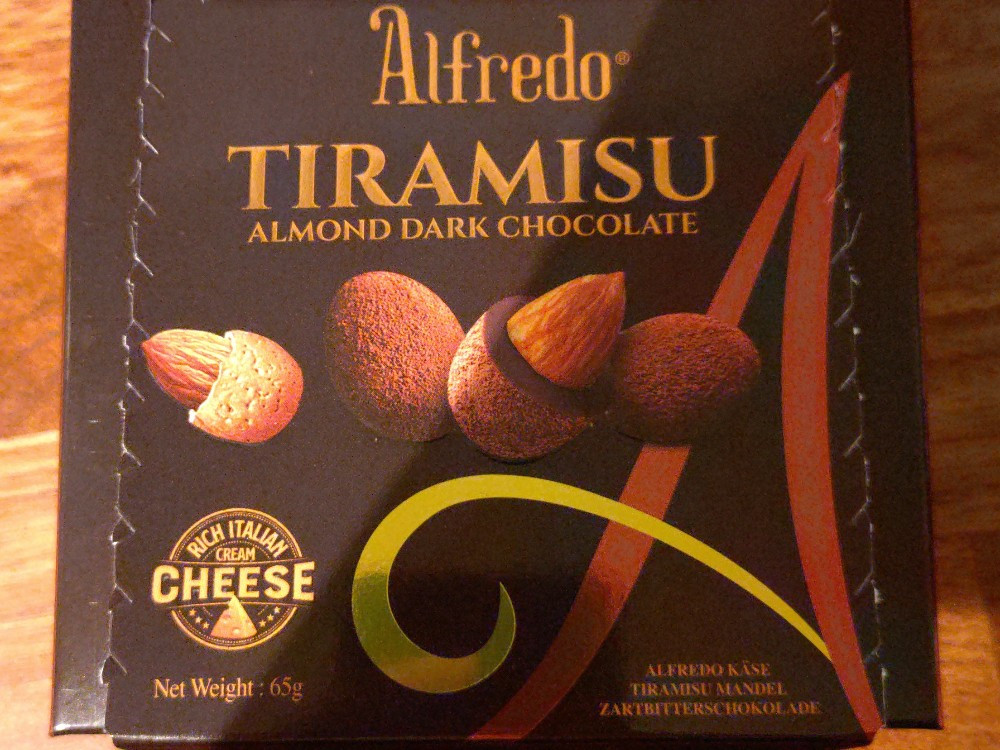 Alfredo®
TIRAMISU
ALMOND DARK CHOCOLATE
RICH ITALIAN
CREAM
CHEESE
Net Weight : 65g
ALFREDO KÄSE
TIRAMISU MANDEL
ZARTBITTERSCHOKOLADE